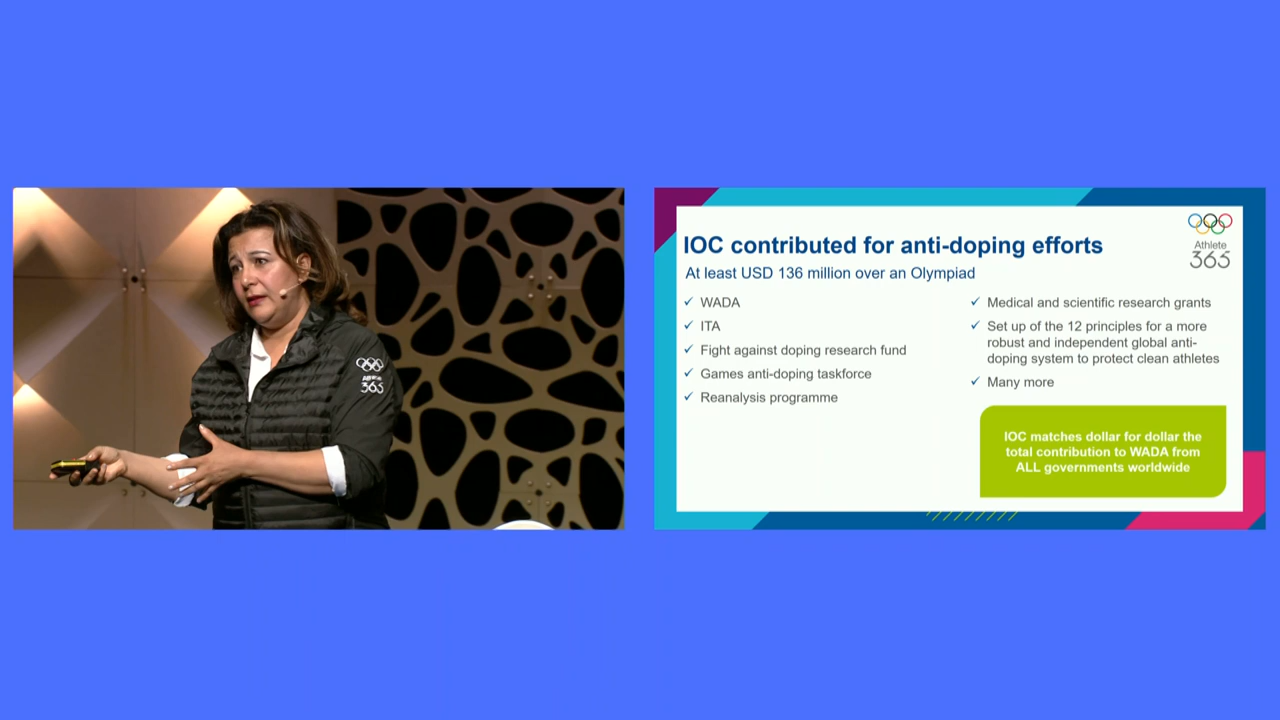 Athlete
365
IOC contributed for anti-doping efforts
At least USD 136 million over an Olympiad
✓ WADA
✓ ITA
✓ Fight against doping research fund
✓ Games anti-doping taskforce
✓ Reanalysis programme
✓ Medical and scientific research grants
✓ Set up of the 12 principles for a more
robust and independent global anti-
doping system to protect clean athletes
✓ Many more
IOC matches dollar for dollar the
total contribution to WADA from
ALL governments worldwide
Athlete
365